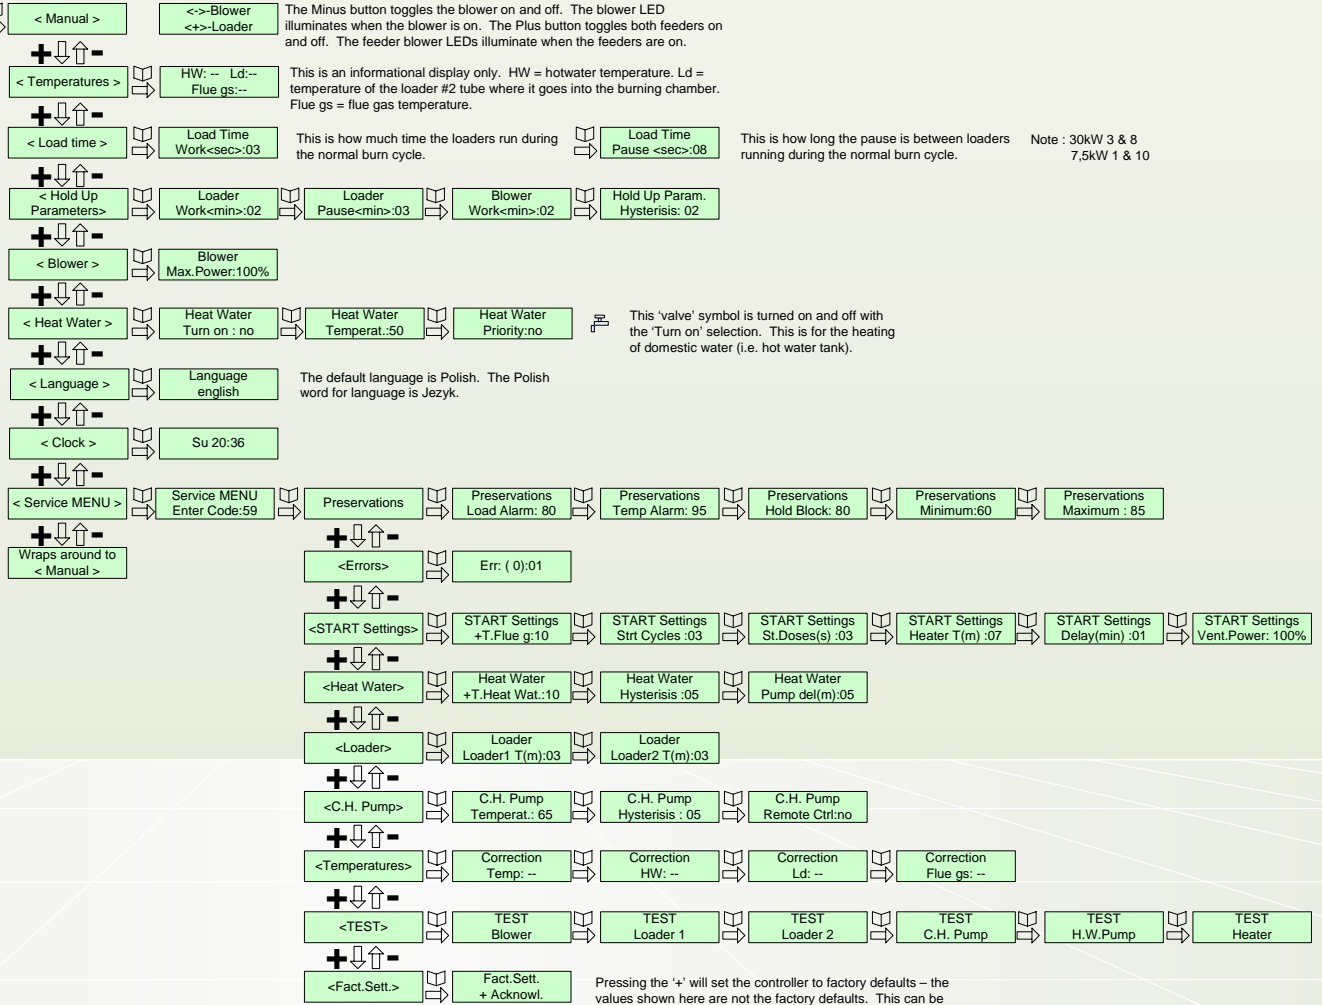 < Manual >
<->-Blower
<+>-Loader
The Minus button toggles the blower on and off. The blower LED
illuminates when the blower is on. The Plus button toggles both feeders on
and off. The feeder blower LEDs illuminate when the feeders are on.
< Temperatures >
HW: -- Ld:--
Flue gs:--
This is an informational display only. HW = hotwater temperature. Ld =
temperature of the loader #2 tube where it goes into the burning chamber.
Flue gs = flue gas temperature.
< Load time >
Load Time
Work<sec>:03
This is how much time the loaders run during
the normal burn cycle.
Load Time
Pause <sec>:08
This is how long the pause is between loaders
running during the normal burn cycle.
Note : 30kW 3 & 8
7,5kW 1 & 10
< Hold Up
Parameters>
Loader
Work<min>:02
Loader
Pause<min>:03
Blower
Work<min>:02
Hold Up Param.
Hysterisis: 02
< Blower >
Blower
Max.Power:100%
< Heat Water >
Heat Water
Turn on : no
Heat Water
Temperat.:50
Heat Water
Priority:no
This ‘valve’ symbol is turned on and off with
the ‘Turn on’ selection. This is for the heating
of domestic water (i.e. hot water tank).
< Language >
Language
english
The default language is Polish. The Polish
word for language is Jezyk.
< Clock >
Su 20:36
< Service MENU >
Service MENU
Enter Code:59
Preservations
Preservations
Load Alarm: 80
Preservations
Temp Alarm: 95
Preservations
Hold Block: 80
Preservations
Minimum:60
Preservations
Maximum : 85
Wraps around to
< Manual >
<Errors>
Err: ( 0):01
<START Settings>
START Settings
+T.Flue g:10
START Settings
Strt Cycles :03
START Settings
St.Doses(s) :03
START Settings
Heater T(m) :07
START Settings
Delay(min) :01
START Settings
Vent.Power: 100%
<Heat Water>
Heat Water
+T.Heat Wat.:10
Heat Water
Hysterisis :05
Heat Water
Pump del(m):05
<Loader>
Loader
Loader1 T(m):03
Loader
Loader2 T(m):03
<C.H. Pump>
C.H. Pump
Temperat.: 65
C.H. Pump
Hysterisis : 05
C.H. Pump
Remote Ctrl:no
<Temperatures>
Correction
Temp: --
Correction
HW: --
Correction
Ld: --
Correction
Flue gs: --
<TEST>
TEST
Blower
TEST
Loader 1
TEST
Loader 2
TEST
C.H. Pump
TEST
H.W.Pump
TEST
Heater
<Fact.Sett.>
Fact.Sett.
+ Acknowl.
Pressing the ‘+’ will set the controller to factory defaults – the
values shown here are not the factory defaults. This can be